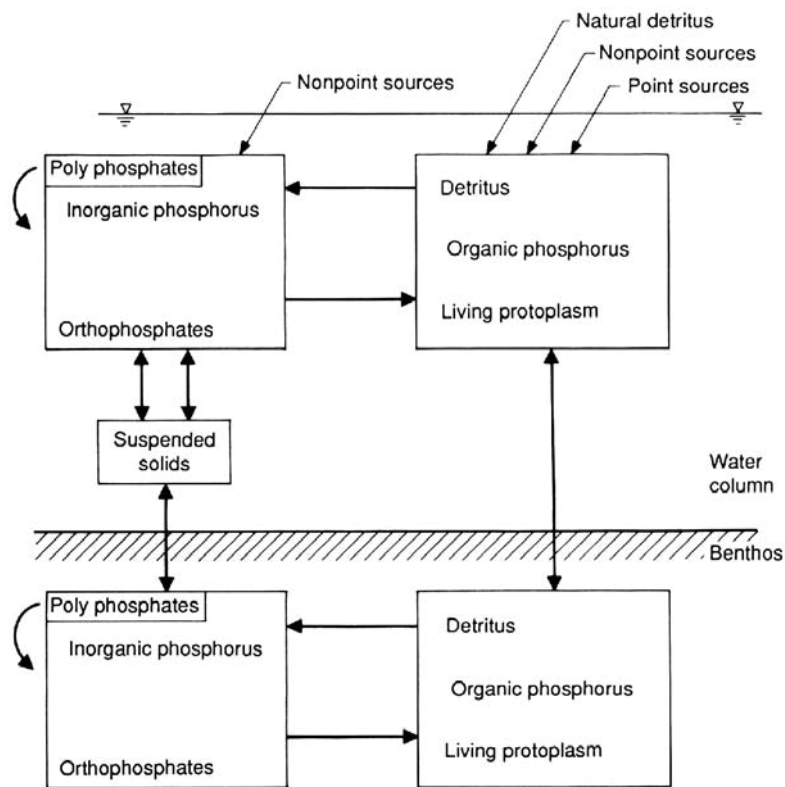 Natural detritus
Nonpoint sources
Nonpoint sources
Point sources
Poly phosphates
Inorganic phosphorus
Orthophosphates
Detritus
Organic phosphorus
Living protoplasm
Suspended
solids
Water
column
Benthos
Poly phosphates
Inorganic phosphorus
Orthophosphates
Detritus
Organic phosphorus
Living protoplasm